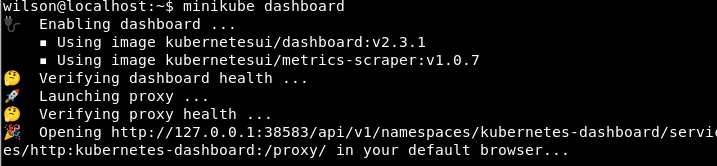 wilson@localhost:~$ minikube dashboard
🔌 Enabling dashboard ...
▪ Using image kubernetesui/dashboard:v2.3.1
▪ Using image kubernetesui/metrics-scraper:v1.0.7
🤔 Verifying dashboard health ...
🚀 Launching proxy ...
🤔 Verifying proxy health ...
🎉 Opening http://127.0.0.1:38583/api/v1/namespaces/kubernetes-dashboard/servic
es/http:kubernetes-dashboard:/proxy/ in your default browser...